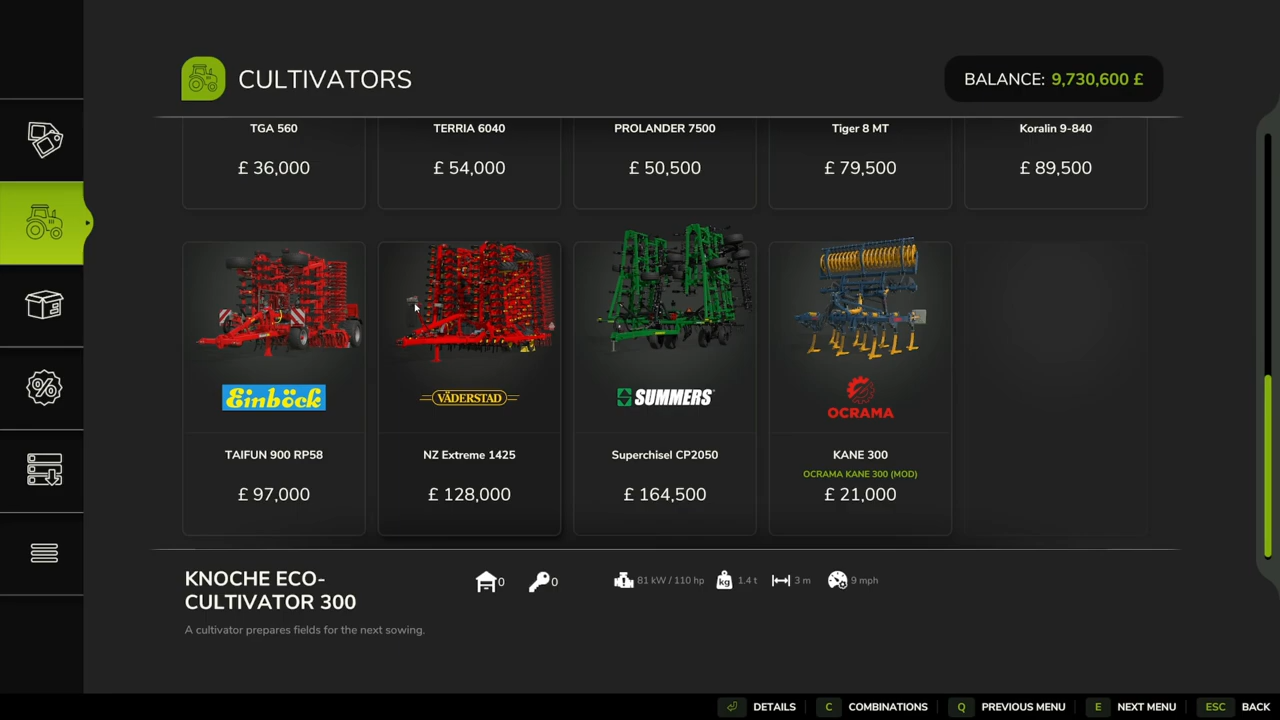 CULTIVATORS
BALANCE: 9,730,600 £
TGA 560
TERRIA 6040
PROLANDER 7500
Tiger 8 MT
Koralin 9-840
£ 36,000
£ 54,000
£ 50,500
£ 79,500
£ 89,500
Einböck
VÄDERSTAD
SUMMERS
OCRAMA
TAIFUN 900 RP58
NZ Extreme 1425
Superchisel CP2050
KANE 300
OCRAMA KANE 300 (MOD)
£ 97,000
£ 128,000
£ 164,500
£ 21,000
KNOCHE ECO-
CULTIVATOR 300
0
0
81 kW / 110 hp
kg 1.4 t
3 m
9 mph
A cultivator prepares fields for the next sowing.
DETAILS
C COMBINATIONS
Q PREVIOUS MENU
E NEXT MENU
ESC BACK